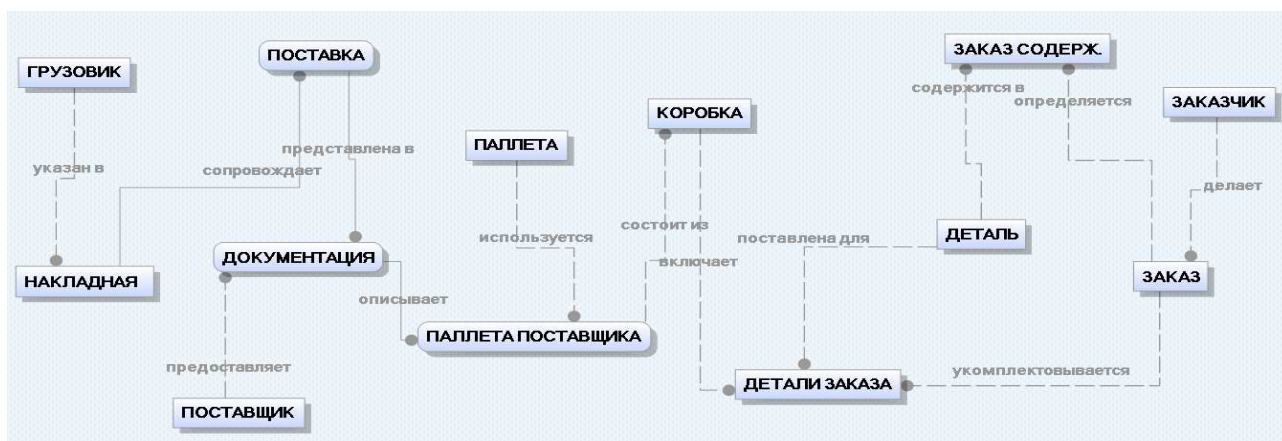 ПОСТАВКА
ЗАКАЗ СОДЕРЖ.
ГРУЗОВИК
содержится в
определяется
ЗАКАЗЧИК
КОРОБКА
ПАЛЛЕТА
представлена в
указан в
сопровождает
делает
состоит из
ДЕТАЛЬ
используется
поставлена для
ДОКУМЕНТАЦИЯ
включает
НАКЛАДНАЯ
ЗАКАЗ
описывает
ПАЛЛЕТА ПОСТАВЩИКА
предоставляет
укомплектовывается
ДЕТАЛИ ЗАКАЗА
ПОСТАВЩИК